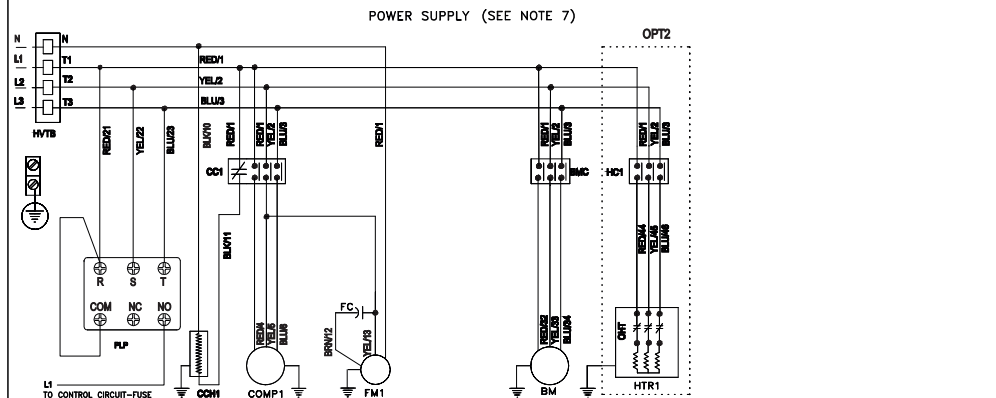 POWER SUPPLY (SEE NOTE 7)
OPT2
N N
L1 T1 RED/1
L2 T2 YEL/2
L3 T3 BLU/3
HVTB
RED/21 YEL/22 BLU/23 BLK/10 RED/1 RED/1 YEL/2 BLU/3 RED/1 RED/1 YEL/2 BLU/3 RED/1 YEL/2 BLU/3
CC1 BMC HC1
BLK/11 RED/44 YEL/45 BLU/46
R S T
COM NC NO
PLP
FC
BRN/12 YEL/13
RED/4 YEL/5 BLU/6
RED/32 YEL/33 BLU/34
OHT
L1
TO CONTROL CIRCUIT-FUSE
CCH1 COMP1 FM1 BM HTR1